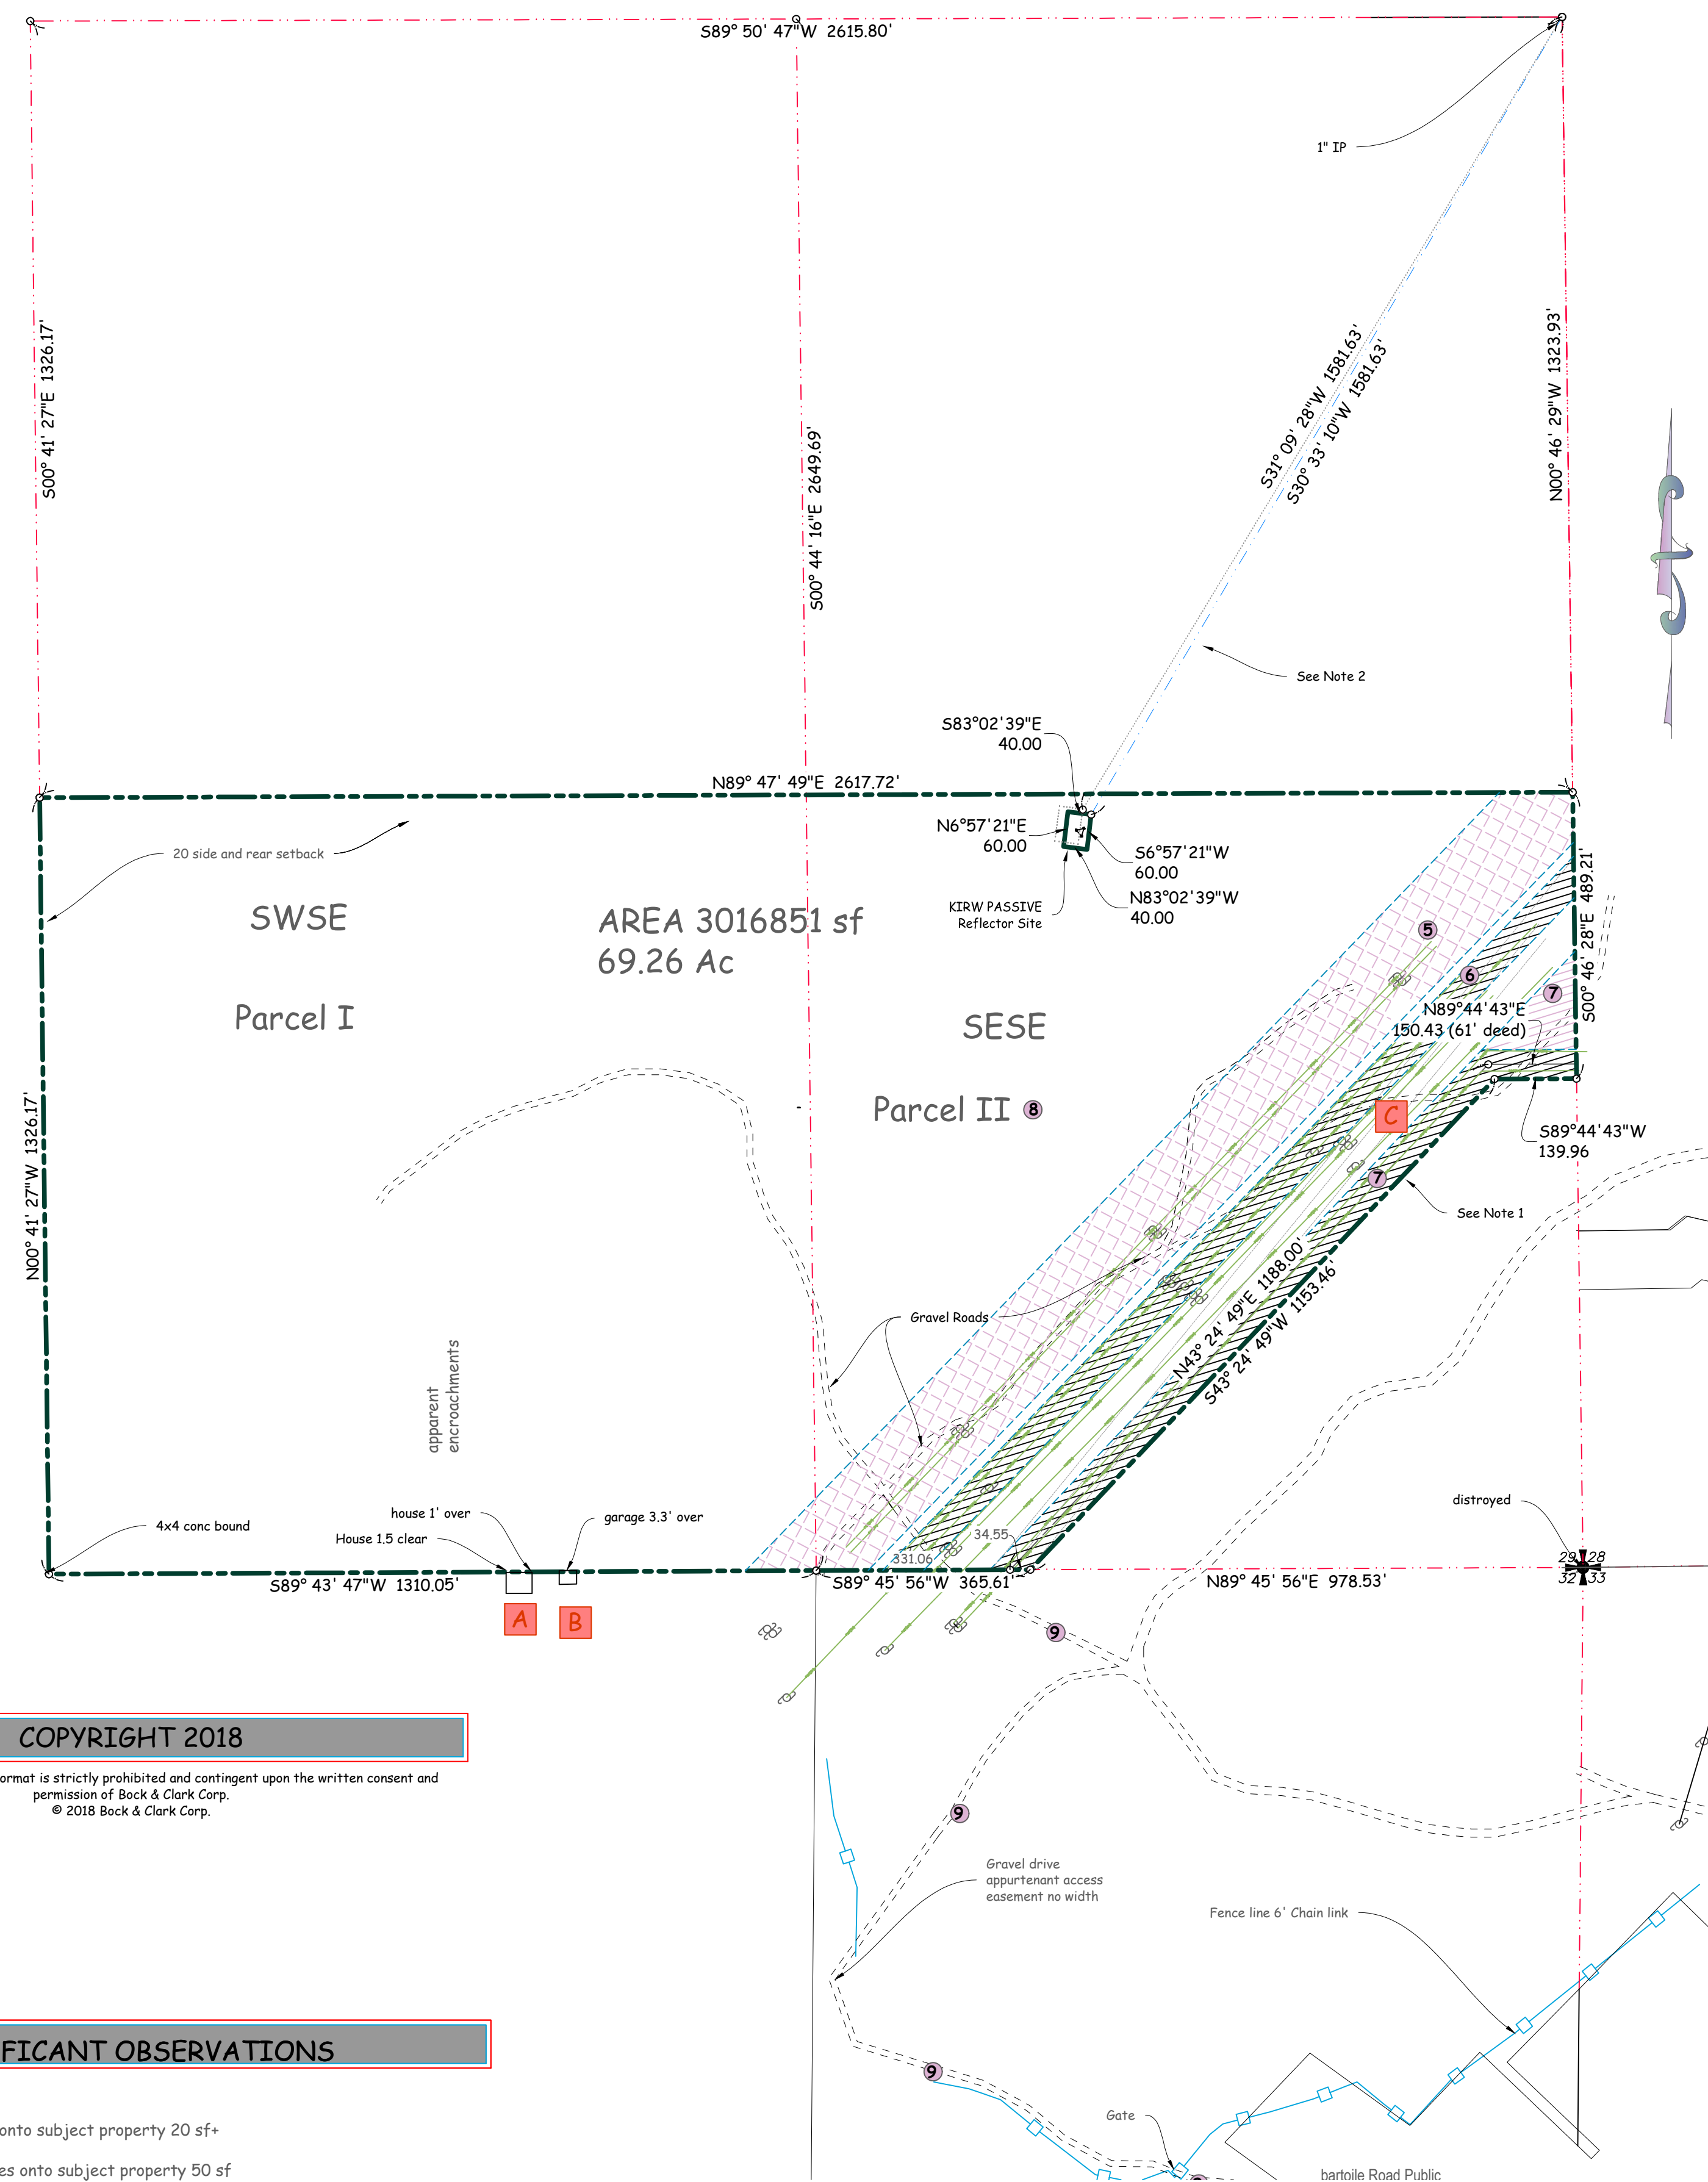 S89° 50' 47"W 2615.80'
1" IP
S00° 41' 27"E 1326.17'
S00° 44' 16"E 2649.69'
S31° 09' 28"W 1581.63'
S30° 33' 10"W 1581.63'
N00° 46' 29"W 1323.93'
See Note 2
S83°02'39"E
40.00
N89° 47' 49"E 2617.72'
N6°57'21"E
60.00
S6°57'21"W
60.00
N83°02'39"W
40.00
KIRW PASSIVE
Reflector Site
4
20 side and rear setback
SWSE
AREA 3016851 sf
69.26 Ac
Parcel I
SESE
Parcel II
8
5
6
7
S00° 46' 28"E 489.21'
N89°44'43"E
150.43 (61' deed)
C
S89°44'43"W
139.96
7
See Note 1
N00° 41' 27"W 1326.17'
Gravel Roads
N43° 24' 49"E 1188.00'
S43° 24' 49"W 1153.46'
apparent
encroachments
4x4 conc bound
house 1' over
House 1.5 clear
garage 3.3' over
34.55
331.06
distroyed
29 28
32 33
S89° 43' 47"W 1310.05'
S89° 45' 56"W 365.61'
N89° 45' 56"E 978.53'
A
B
9
COPYRIGHT 2018
ormat is strictly prohibited and contingent upon the written consent and
permission of Bock & Clark Corp.
© 2018 Bock & Clark Corp.
9
Gravel drive
appurtenant access
easement no width
Fence line 6' Chain link
FICANT OBSERVATIONS
9
Gate
onto subject property 20 sf+
es onto subject property 50 sf
bartoile Road Public